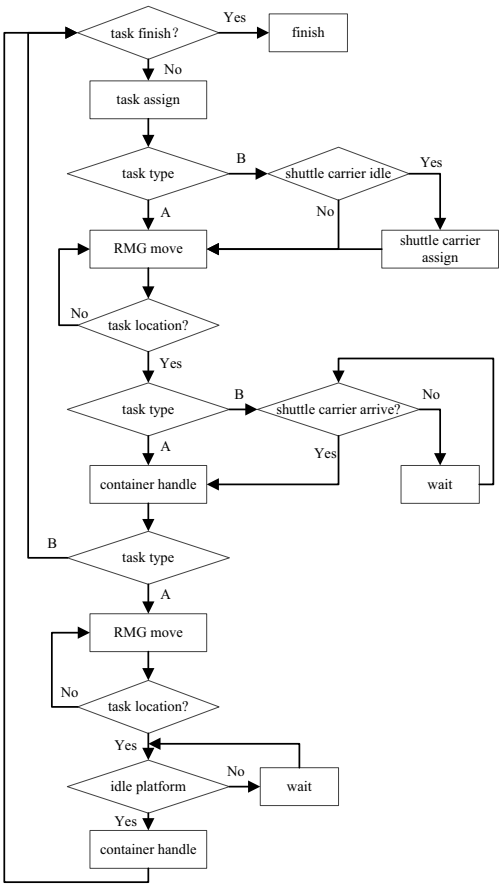 task finish?
Yes
finish
No
task assign
task type
B
shuttle carrier idle
Yes
A
No
RMG move
shuttle carrier
assign
No
task location?
Yes
task type
B
shuttle carrier arrive?
No
A
Yes
container handle
wait
B
task type
A
RMG move
No
task location?
Yes
idle platform
No
wait
Yes
container handle